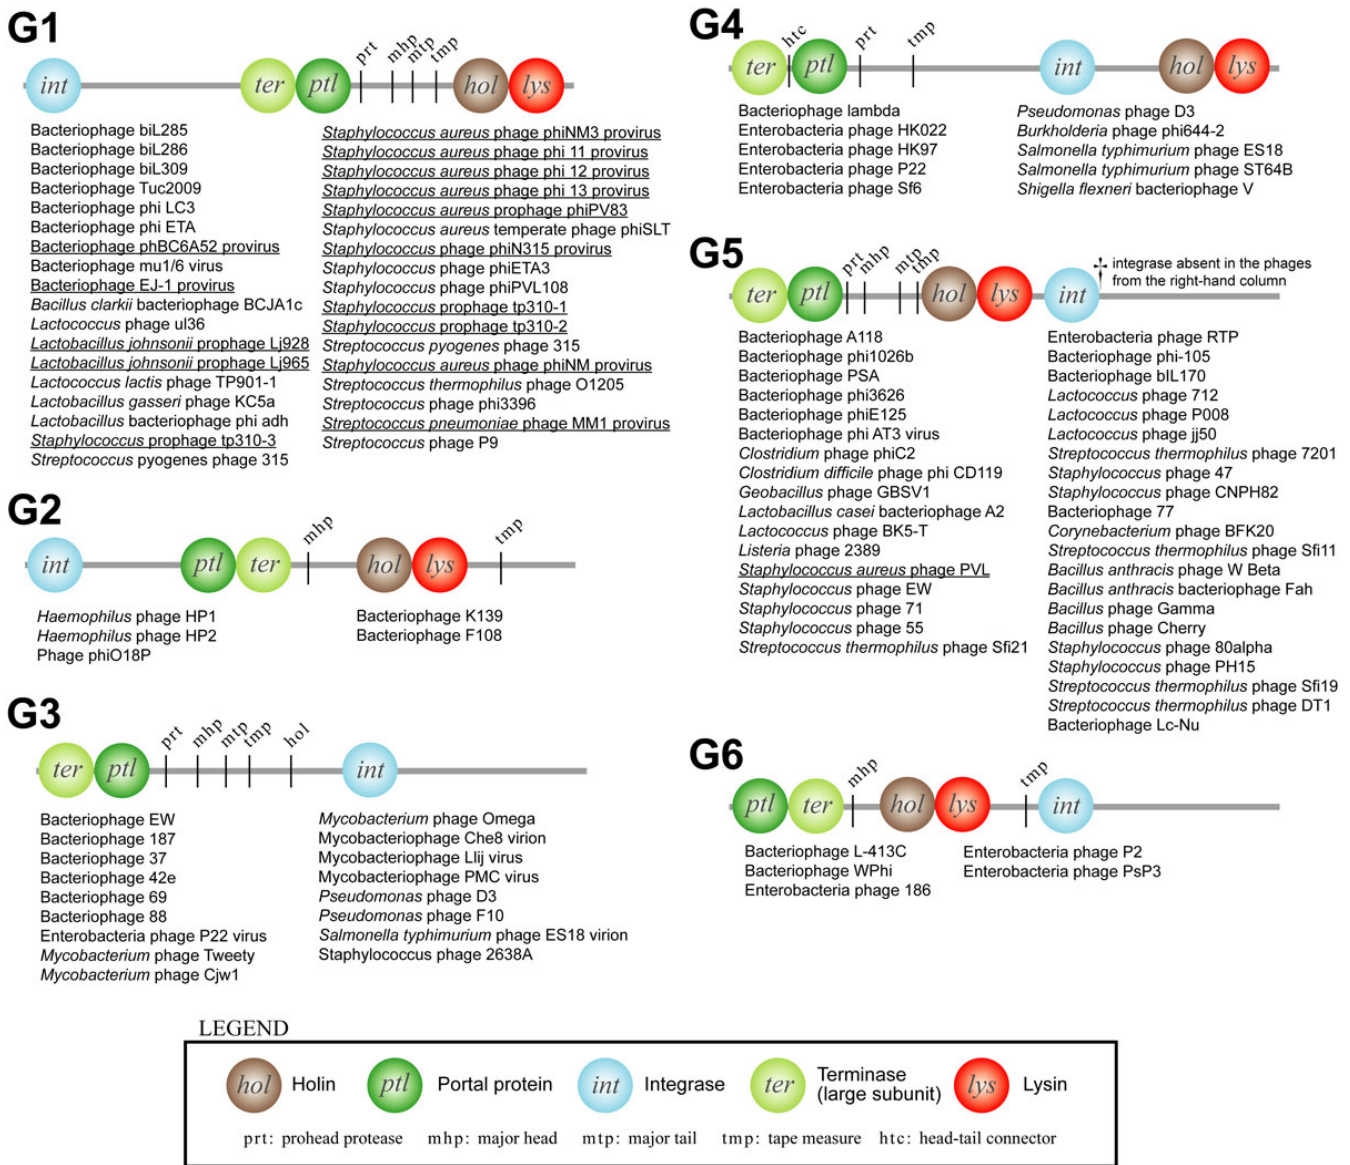 G1
prt mhp mtp tmp
int ter ptl hol lys
Bacteriophage biL285
Bacteriophage biL286
Bacteriophage biL309
Bacteriophage Tuc2009
Bacteriophage phi LC3
Bacteriophage phi ETA
Bacteriophage phBC6A52 provirus
Bacteriophage mu1/6 virus
Bacteriophage EJ-1 provirus
Bacillus clarkii bacteriophage BCJA1c
Lactococcus phage ul36
Lactobacillus johnsonii prophage Lj928
Lactobacillus johnsonii prophage Lj965
Lactococcus lactis phage TP901-1
Lactobacillus gasseri phage KC5a
Lactobacillus bacteriophage phi adh
Staphylococcus prophage tp310-3
Streptococcus pyogenes phage 315
Staphylococcus aureus phage phiNM3 provirus
Staphylococcus aureus phage phi 11 provirus
Staphylococcus aureus phage phi 12 provirus
Staphylococcus aureus phage phi 13 provirus
Staphylococcus aureus prophage phiPV83
Staphylococcus aureus temperate phage phiSLT
Staphylococcus phage phiN315 provirus
Staphylococcus phage phiETA3
Staphylococcus phage phiPVL108
Staphylococcus prophage tp310-1
Staphylococcus prophage tp310-2
Streptococcus pyogenes phage 315
Staphylococcus aureus phage phiNM provirus
Streptococcus thermophilus phage O1205
Streptococcus phage phi3396
Streptococcus pneumoniae phage MM1 provirus
Streptococcus phage P9
G2
mhp tmp
int ptl ter hol lys
Haemophilus phage HP1
Haemophilus phage HP2
Phage phiO18P
Bacteriophage K139
Bacteriophage F108
G3
prt mhp mtp tmp hol
ter ptl int
Bacteriophage EW
Bacteriophage 187
Bacteriophage 37
Bacteriophage 42e
Bacteriophage 69
Bacteriophage 88
Enterobacteria phage P22 virus
Mycobacterium phage Tweety
Mycobacterium phage Cjw1
Mycobacterium phage Omega
Mycobacteriophage Che8 virion
Mycobacteriophage Llij virus
Mycobacteriophage PMC virus
Pseudomonas phage D3
Pseudomonas phage F10
Salmonella typhimurium phage ES18 virion
Staphylococcus phage 2638A
G4
htc prt tmp
ter ptl int hol lys
Bacteriophage lambda
Enterobacteria phage HK022
Enterobacteria phage HK97
Enterobacteria phage P22
Enterobacteria phage Sf6
Pseudomonas phage D3
Burkholderia phage phi644-2
Salmonella typhimurium phage ES18
Salmonella typhimurium phage ST64B
Shigella flexneri bacteriophage V
G5
prt mhp mtp tmp
ter ptl hol lys int
† integrase absent in the phages
from the right-hand column
Bacteriophage A118
Bacteriophage phi1026b
Bacteriophage PSA
Bacteriophage phi3626
Bacteriophage phiE125
Bacteriophage phi AT3 virus
Clostridium phage phiC2
Clostridium difficile phage phi CD119
Geobacillus phage GBSV1
Lactobacillus casei bacteriophage A2
Lactococcus phage BK5-T
Listeria phage 2389
Staphylococcus aureus phage PVL
Staphylococcus phage EW
Staphylococcus phage 71
Staphylococcus phage 55
Streptococcus thermophilus phage Sfi21
Enterobacteria phage RTP
Bacteriophage phi-105
Bacteriophage bIL170
Lactococcus phage 712
Lactococcus phage P008
Lactococcus phage jj50
Streptococcus thermophilus phage 7201
Staphylococcus phage 47
Staphylococcus phage CNPH82
Bacteriophage 77
Corynebacterium phage BFK20
Streptococcus thermophilus phage Sfi11
Bacillus anthracis phage W Beta
Bacillus anthracis bacteriophage Fah
Bacillus phage Gamma
Bacillus phage Cherry
Staphylococcus phage 80alpha
Staphylococcus phage PH15
Streptococcus thermophilus phage Sfi19
Streptococcus thermophilus phage DT1
Bacteriophage Lc-Nu
G6
mhp tmp
ptl ter hol lys int
Bacteriophage L-413C
Bacteriophage WPhi
Enterobacteria phage 186
Enterobacteria phage P2
Enterobacteria phage PsP3
LEGEND
hol Holin ptl Portal protein int Integrase ter Terminase (large subunit) lys Lysin
prt: prohead protease mhp: major head mtp: major tail tmp: tape measure htc: head-tail connector